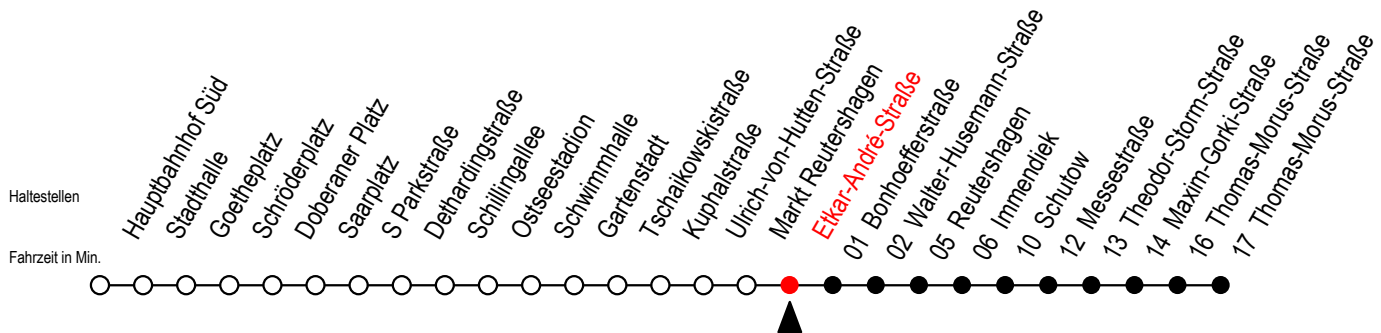 Haltestellen
Fahrzeit in Min.
Hauptbahnhof Süd
Stadthalle
Goetheplatz
Schröderplatz
Doberaner Platz
Saarplatz
S Parkstraße
Dethardingstraße
Schillingallee
Ostseestadion
Schwimmhalle
Gartenstadt
Tschaikowskistraße
Kuphalstraße
Ulrich-von-Hutten-Straße
Markt Reutershagen
Etkar-André-Straße
01 Bonhoefferstraße
02 Walter-Husemann-Straße
05 Reutershagen
06 Immendiek
10 Schutow
12 Messestraße
13 Theodor-Storm-Straße
14 Maxim-Gorki-Straße
16 Thomas-Morus-Straße
17 Thomas-Morus-Straße